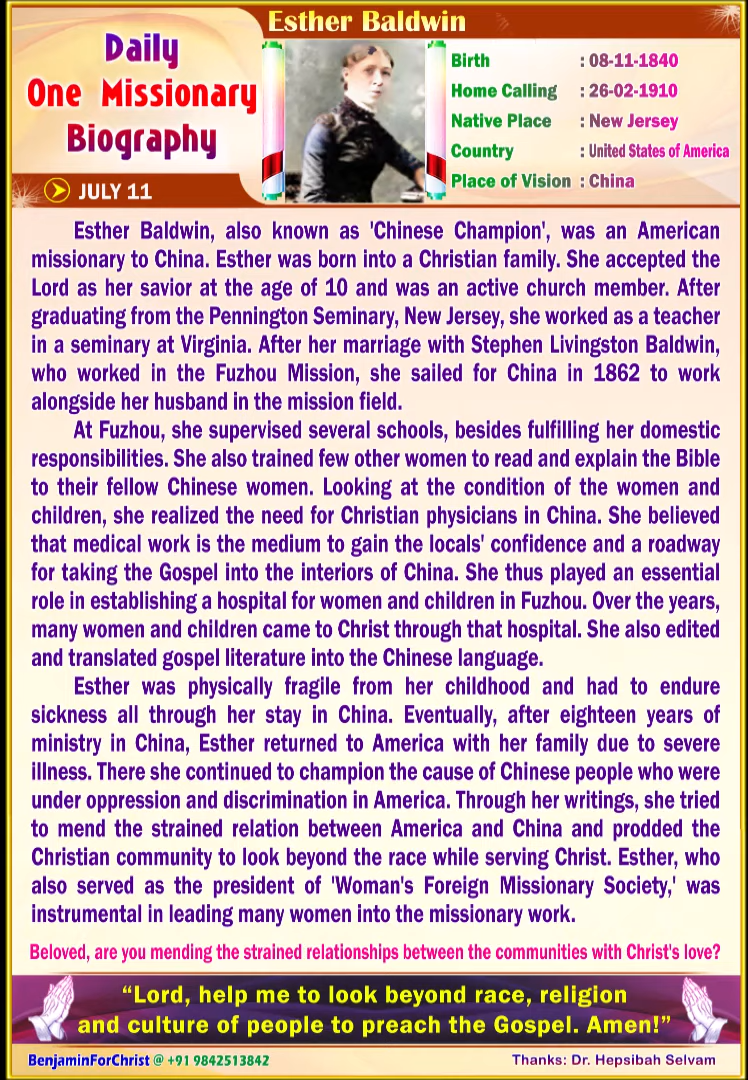 Esther Baldwin
Daily
One Missionary
Biography
JULY 11
Birth : 08-11-1840
Home Calling : 26-02-1910
Native Place : New Jersey
Country : United States of America
Place of Vision : China
Esther Baldwin, also known as 'Chinese Champion', was an American
missionary to China. Esther was born into a Christian family. She accepted the
Lord as her savior at the age of 10 and was an active church member. After
graduating from the Pennington Seminary, New Jersey, she worked as a teacher
in a seminary at Virginia. After her marriage with Stephen Livingston Baldwin,
who worked in the Fuzhou Mission, she sailed for China in 1862 to work
alongside her husband in the mission field.
At Fuzhou, she supervised several schools, besides fulfilling her domestic
responsibilities. She also trained few other women to read and explain the Bible
to their fellow Chinese women. Looking at the condition of the women and
children, she realized the need for Christian physicians in China. She believed
that medical work is the medium to gain the locals' confidence and a roadway
for taking the Gospel into the interiors of China. She thus played an essential
role in establishing a hospital for women and children in Fuzhou. Over the years,
many women and children came to Christ through that hospital. She also edited
and translated gospel literature into the Chinese language.
Esther was physically fragile from her childhood and had to endure
sickness all through her stay in China. Eventually, after eighteen years of
ministry in China, Esther returned to America with her family due to severe
illness. There she continued to champion the cause of Chinese people who were
under oppression and discrimination in America. Through her writings, she tried
to mend the strained relation between America and China and prodded the
Christian community to look beyond the race while serving Christ. Esther, who
also served as the president of 'Woman's Foreign Missionary Society,' was
instrumental in leading many women into the missionary work.
Beloved, are you mending the strained relationships between the communities with Christ's love?
“Lord, help me to look beyond race, religion
and culture of people to preach the Gospel. Amen!”
BenjaminForChrist @ +91 9842513842
Thanks: Dr. Hepsibah Selvam